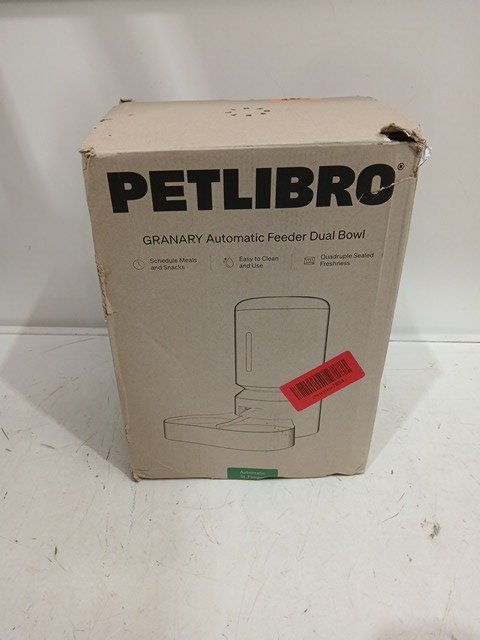 PETLIBRO®
GRANARY Automatic Feeder Dual Bowl
Schedule Meals
and Snacks
Easy to Clean
and Use
Quadruple Sealed
Freshness
Automatic